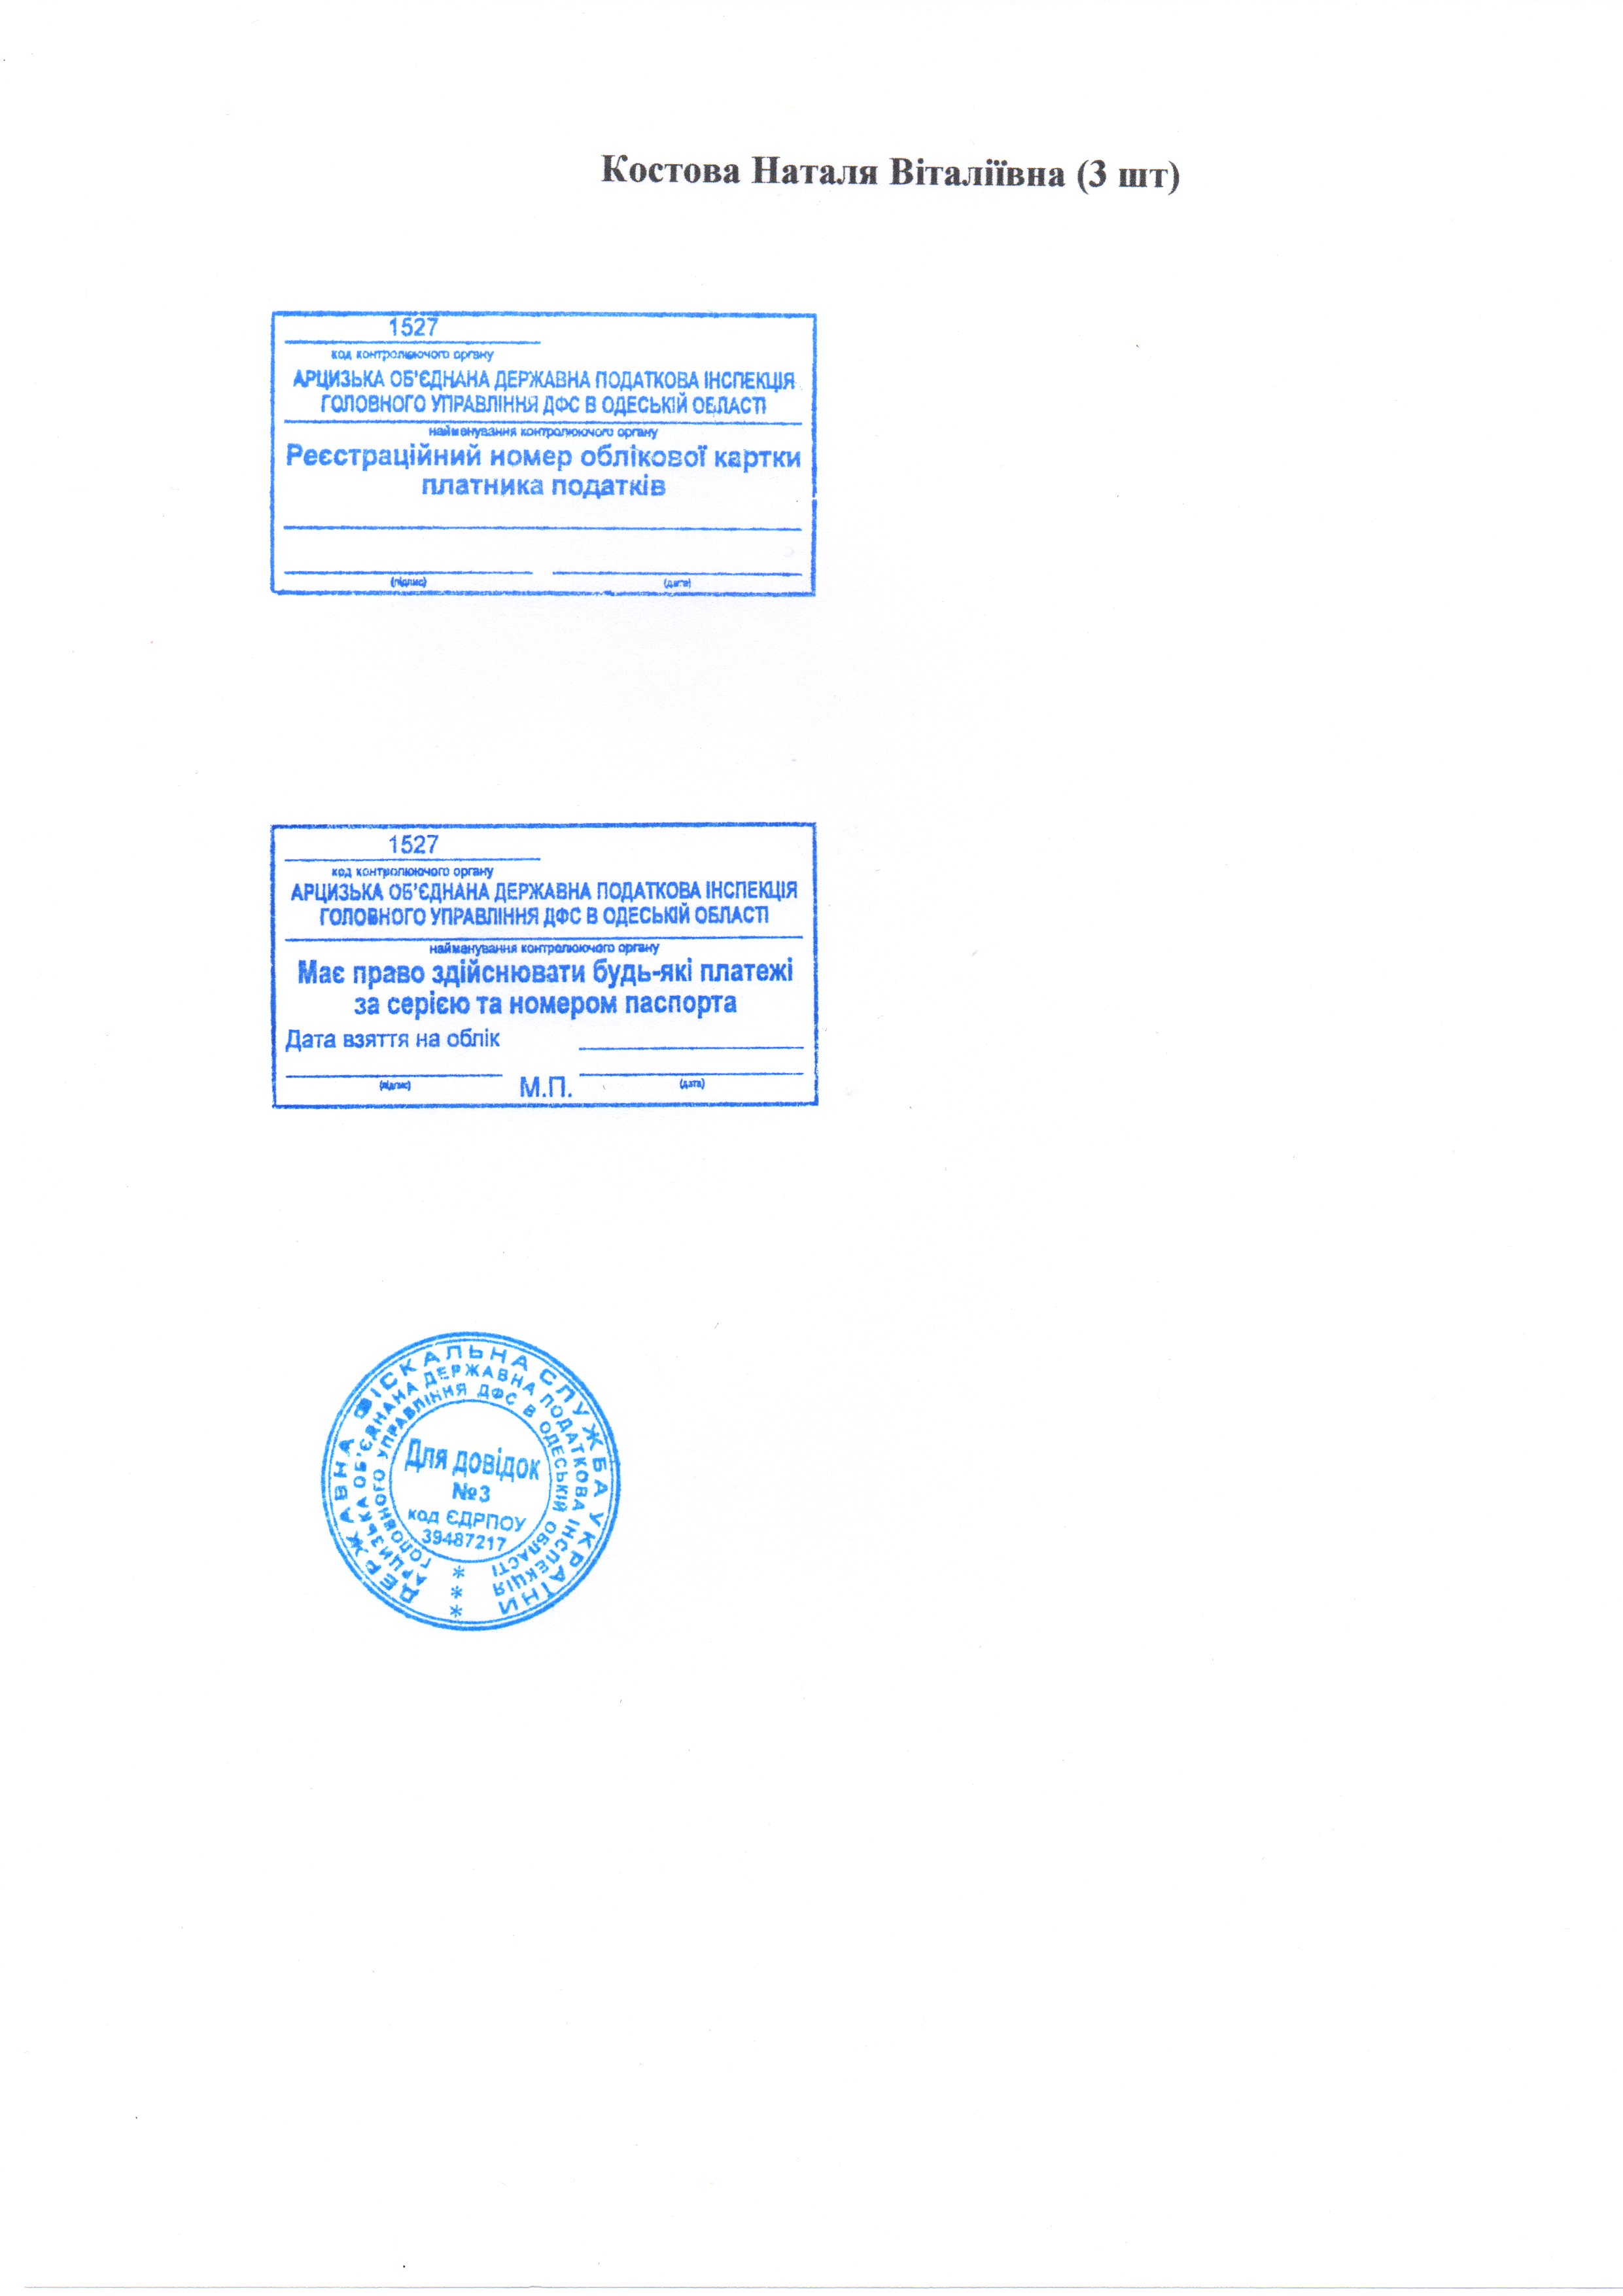 Костова Наталя Віталіївна (3 шт)
1527
код контролюючого органу
АРЦИЗЬКА ОБ'ЄДНАНА ДЕРЖАВНА ПОДАТКОВА ІНСПЕКЦІЯ
ГОЛОВНОГО УПРАВЛІННЯ ДФС В ОДЕСЬКІЙ ОБЛАСТІ
найменування контролюючого органу
Реєстраційний номер облікової картки
платника податків
(підпис) (дата)
1527
код контролюючого органу
АРЦИЗЬКА ОБ'ЄДНАНА ДЕРЖАВНА ПОДАТКОВА ІНСПЕКЦІЯ
ГОЛОВНОГО УПРАВЛІННЯ ДФС В ОДЕСЬКІЙ ОБЛАСТІ
найменування контролюючого органу
Має право здійснювати будь-які платежі
за серією та номером паспорта
Дата взяття на облік
(підпис) М.П. (дата)
ДЕРЖАВНА ФІСКАЛЬНА СЛУЖБА УКРАЇНИ
АРЦИЗЬКА ОБ'ЄДНАНА ДЕРЖАВНА ПОДАТКОВА ІНСПЕКЦІЯ
ГОЛОВНОГО УПРАВЛІННЯ ДФС В ОДЕСЬКІЙ ОБЛАСТІ
Для довідок
№3
код ЄДРПОУ
39487217
* * *